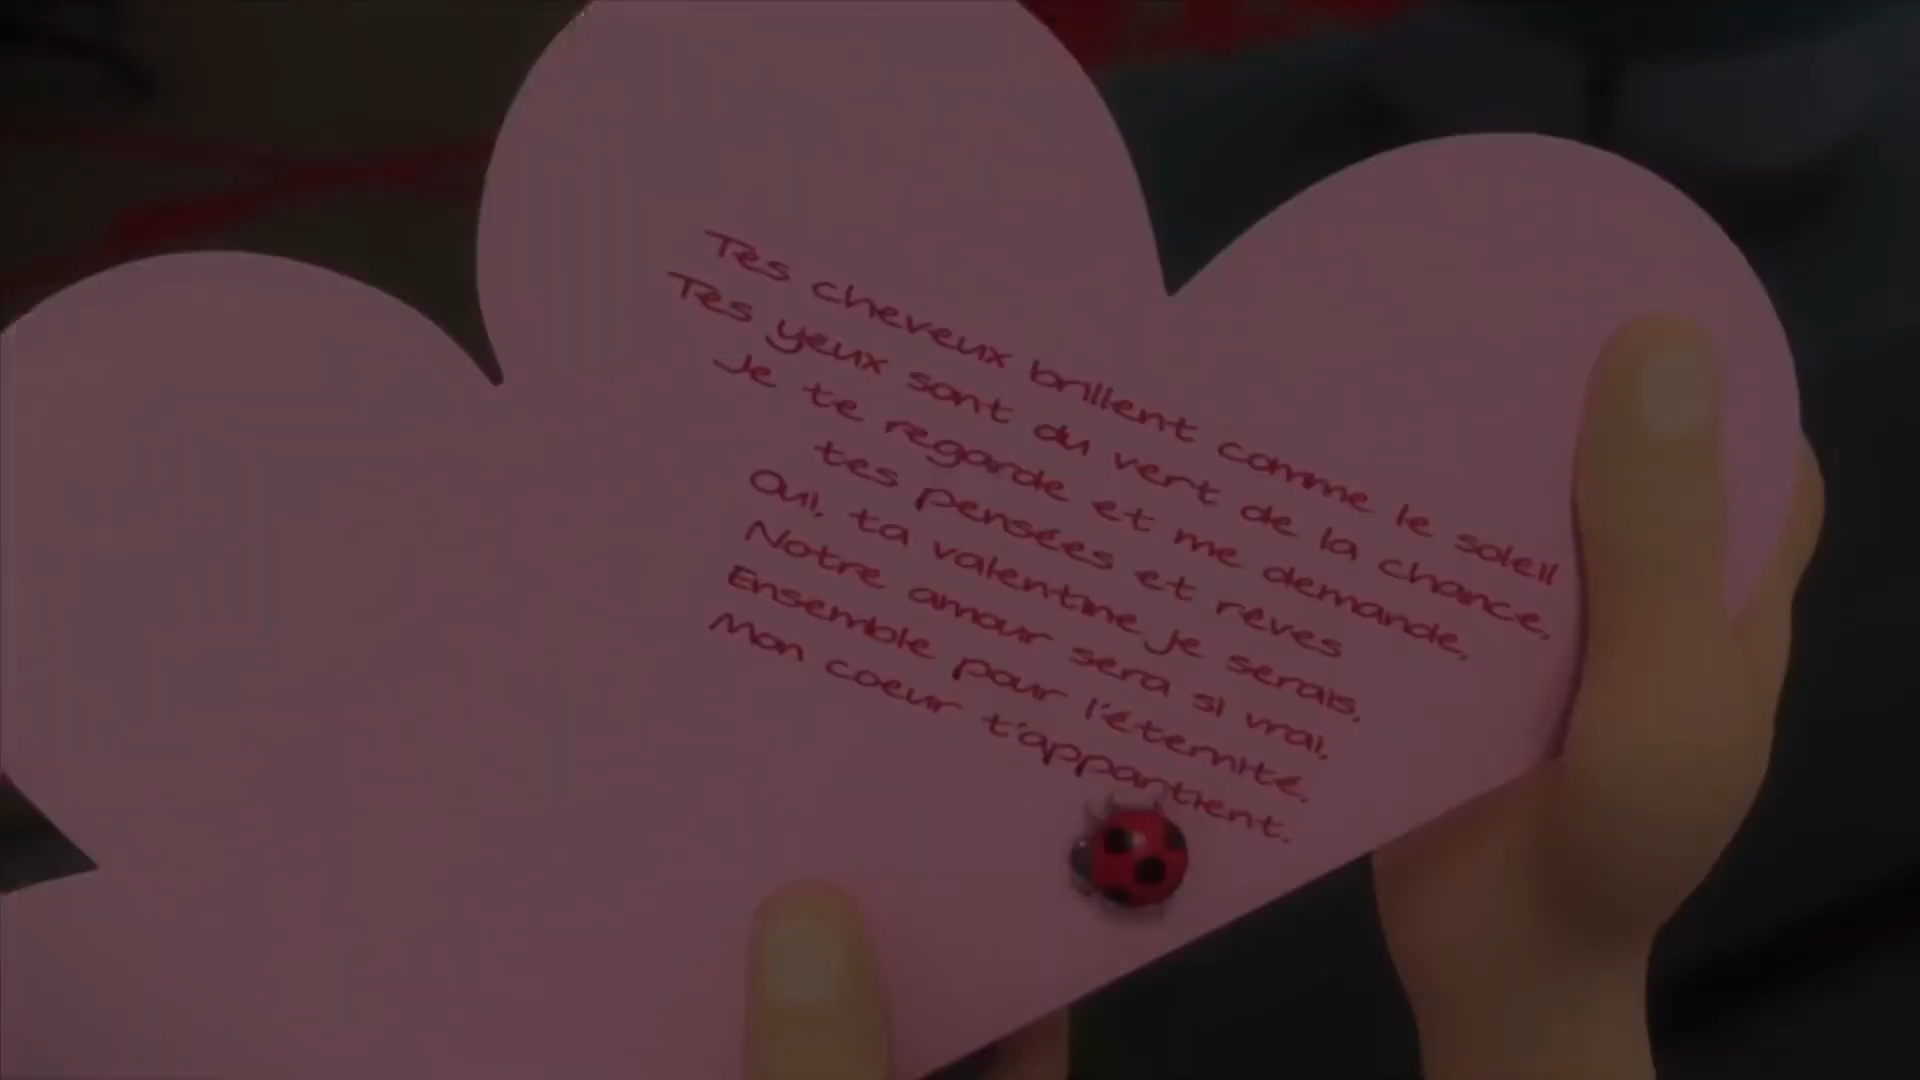 Tes cheveux brillent comme le soleil
Tes yeux sont du vert de la chance,
Je te regarde et me demande,
tes pensées et rêves
Oui, ta valentine je serais,
Notre amour sera si vrai,
Ensemble pour l'éternité,
Mon coeur t'appartient.